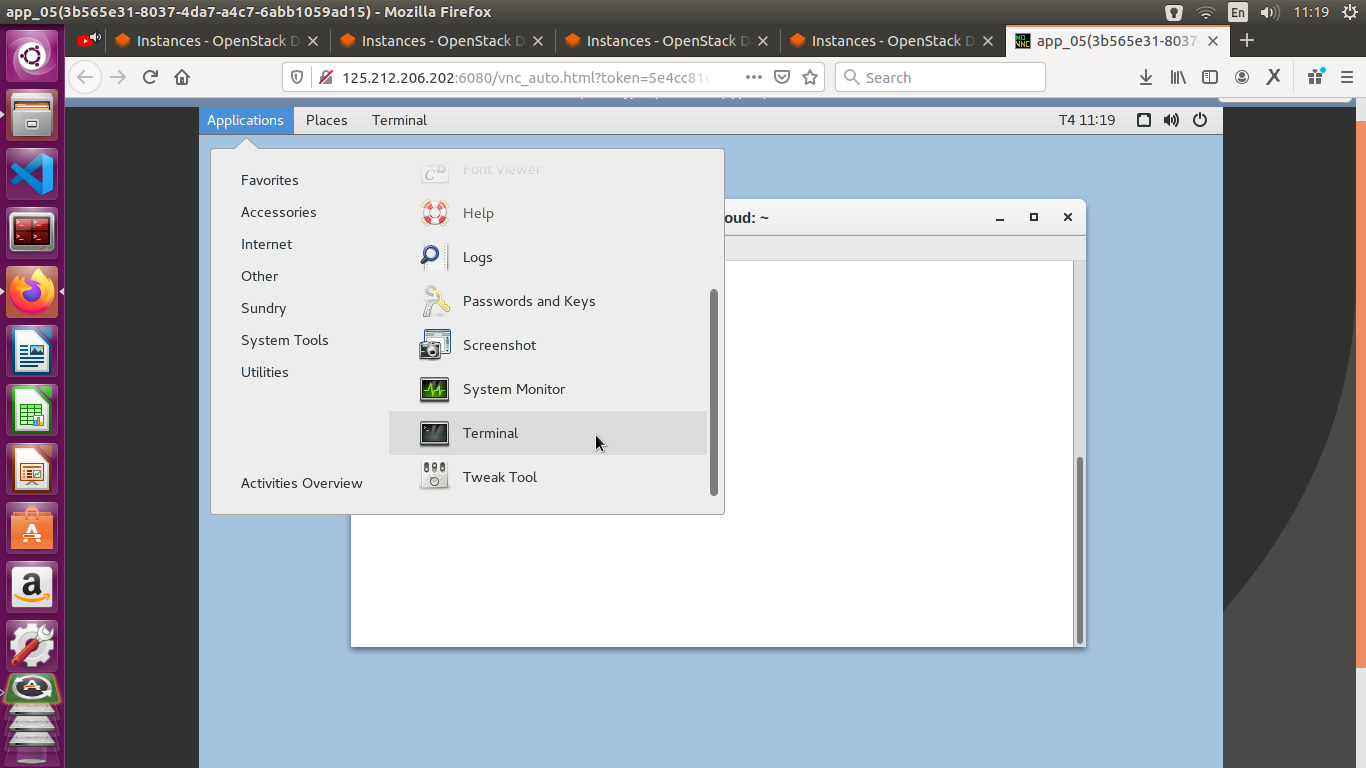 app_05(3b565e31-8037-4da7-a4c7-6abb1059ad15) - Mozilla Firefox
En
11:19
Instances - OpenStack D
Instances - OpenStack D
Instances - OpenStack D
Instances - OpenStack D
app_05(3b565e31-8037-
125.212.206.202:6080/vnc_auto.html?token=5e4cc81
Search
Applications
Places
Terminal
T4 11:19
Favorites
Accessories
Internet
Other
Sundry
System Tools
Utilities
Activities Overview
Font Viewer
Help
Logs
Passwords and Keys
Screenshot
System Monitor
Terminal
Tweak Tool
oud: ~